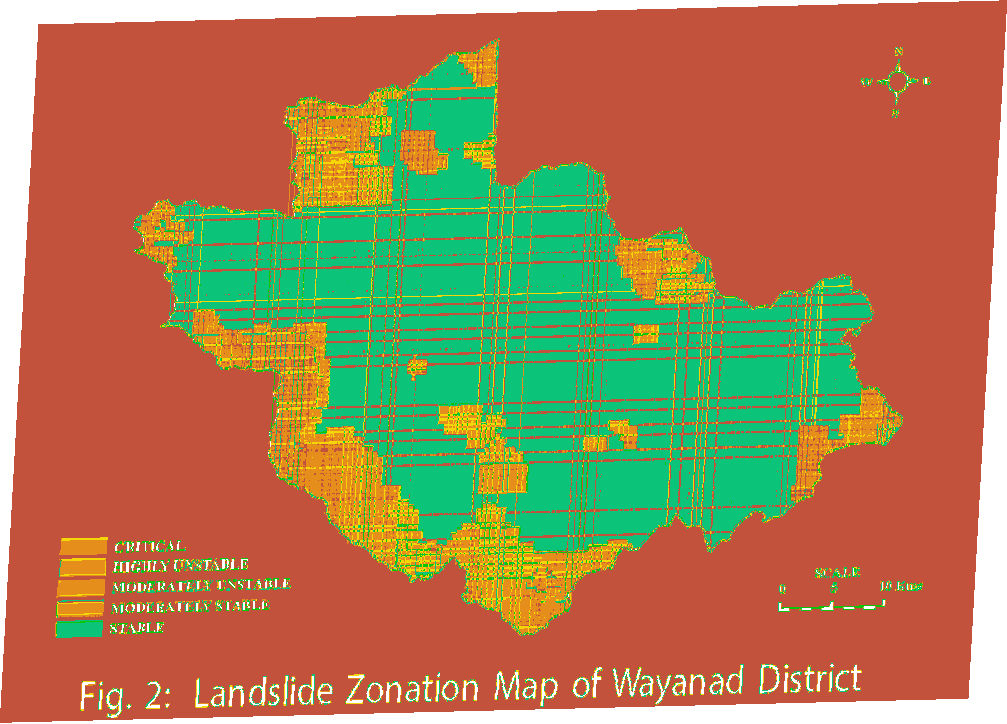 N
W E
S
CRITICAL
HIGHLY UNSTABLE
MODERATELY UNSTABLE
MODERATELY STABLE
STABLE
SCALE
0 5 10 Kms
Fig. 2: Landslide Zonation Map of Wayanad District